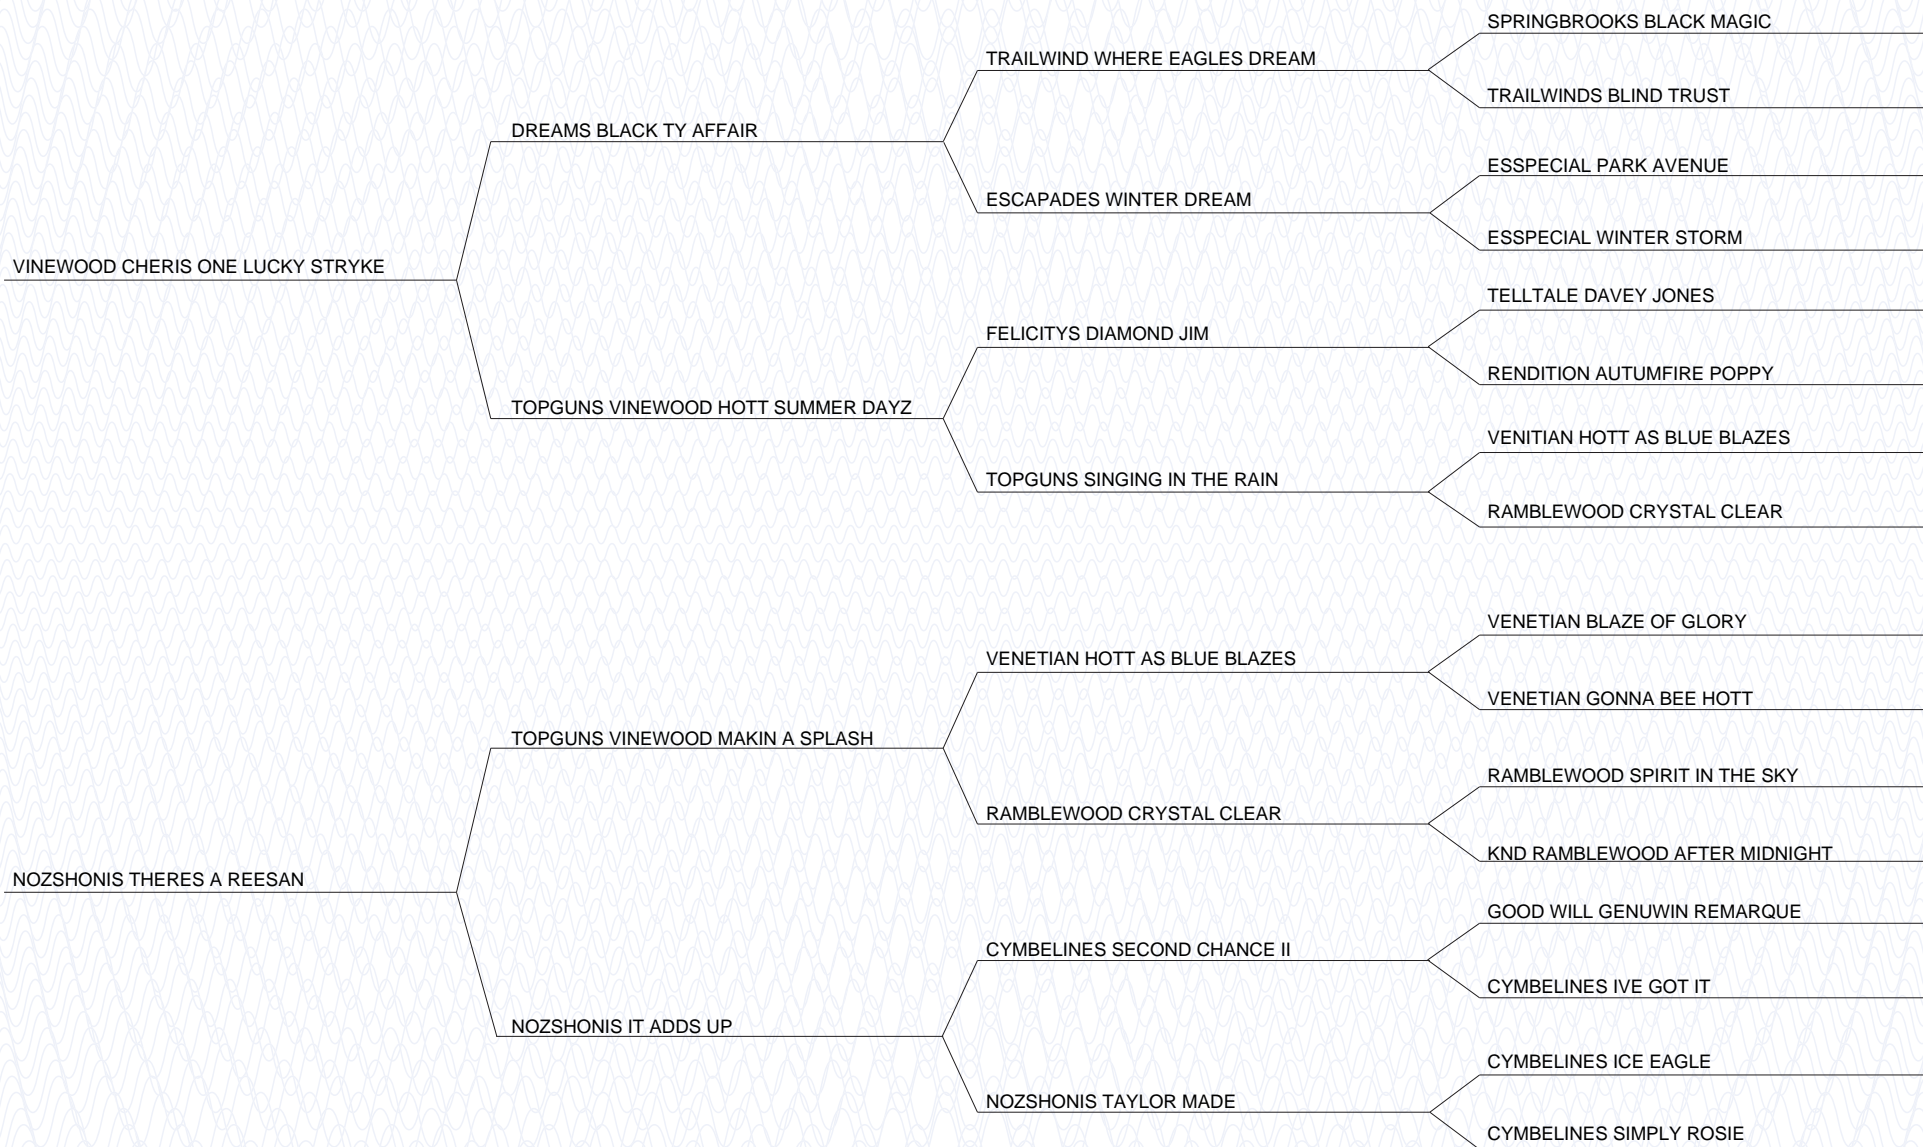 SPRINGBROOKS BLACK MAGIC
TRAILWIND WHERE EAGLES DREAM
TRAILWINDS BLIND TRUST
DREAMS BLACK TY AFFAIR
ESSPECIAL PARK AVENUE
ESCAPADES WINTER DREAM
ESSPECIAL WINTER STORM
VINEWOOD CHERIS ONE LUCKY STRYKE
TELLTALE DAVEY JONES
FELICITYS DIAMOND JIM
RENDITION AUTUMFIRE POPPY
TOPGUNS VINEWOOD HOTT SUMMER DAYZ
VENITIAN HOTT AS BLUE BLAZES
TOPGUNS SINGING IN THE RAIN
RAMBLEWOOD CRYSTAL CLEAR
VENETIAN BLAZE OF GLORY
VENETIAN HOTT AS BLUE BLAZES
VENETIAN GONNA BEE HOTT
TOPGUNS VINEWOOD MAKIN A SPLASH
RAMBLEWOOD SPIRIT IN THE SKY
RAMBLEWOOD CRYSTAL CLEAR
KND RAMBLEWOOD AFTER MIDNIGHT
NOZSHONIS THERES A REESAN
GOOD WILL GENUWIN REMARQUE
CYMBELINES SECOND CHANCE II
CYMBELINES IVE GOT IT
NOZSHONIS IT ADDS UP
CYMBELINES ICE EAGLE
NOZSHONIS TAYLOR MADE
CYMBELINES SIMPLY ROSIE